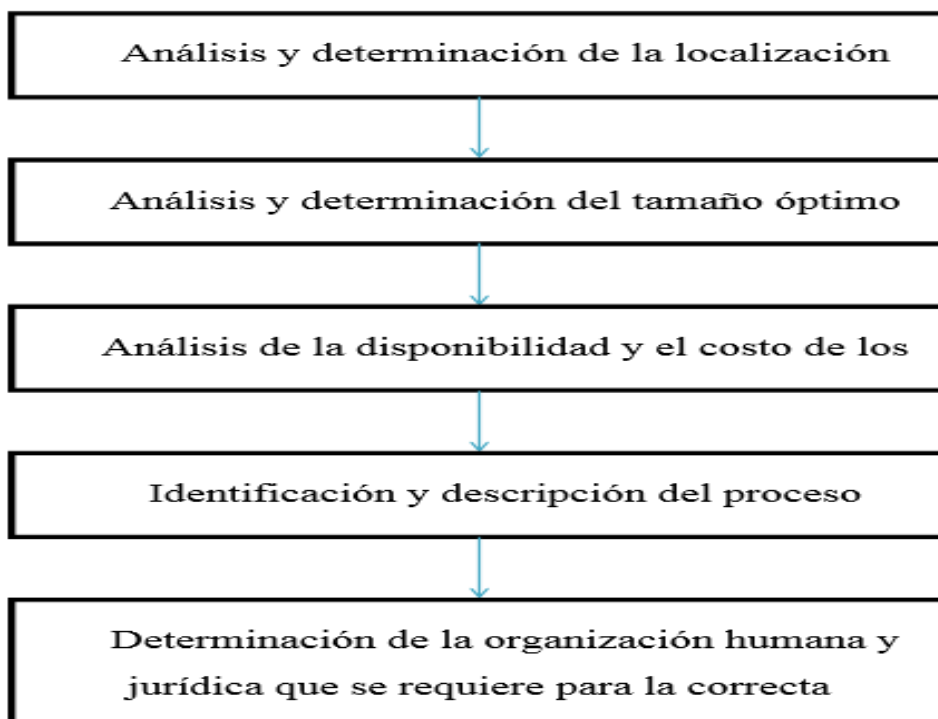 Análisis y determinación de la localización
Análisis y determinación del tamaño óptimo
Análisis de la disponibilidad y el costo de los
Identificación y descripción del proceso
Determinación de la organización humana y
jurídica que se requiere para la correcta